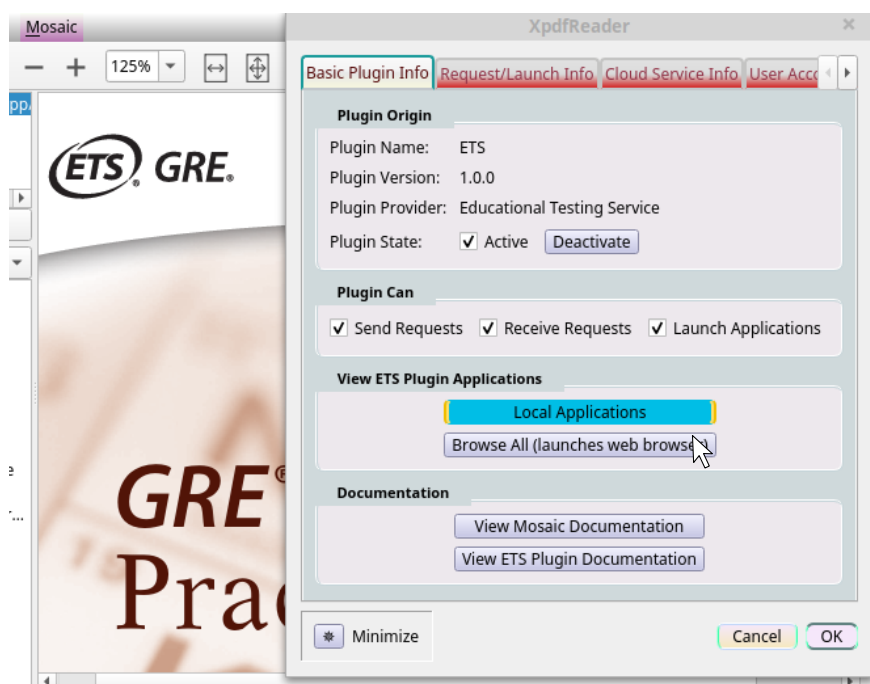 Mosaic
XpdfReader
125%
Basic Plugin Info
Request/Launch Info
Cloud Service Info
User Acco
Plugin Origin
Plugin Name: ETS
Plugin Version: 1.0.0
Plugin Provider: Educational Testing Service
Plugin State: Active Deactivate
Plugin Can
Send Requests Receive Requests Launch Applications
View ETS Plugin Applications
Local Applications
Browse All (launches web browser)
Documentation
View Mosaic Documentation
View ETS Plugin Documentation
Minimize
Cancel OK
pp
ETS® GRE®
GRE®
Prac